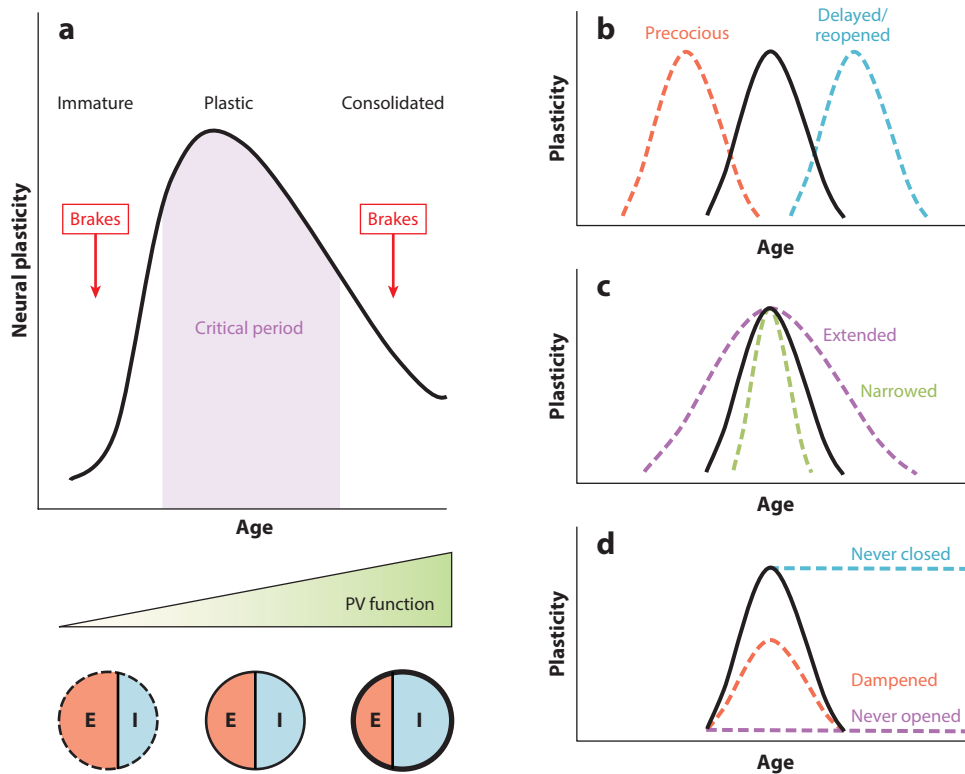 a
Immature
Plastic
Consolidated
Brakes
Brakes
Critical period
Neural plasticity
Age
PV function
E
I
E
I
E
I
b
Precocious
Delayed/
reopened
Plasticity
Age
c
Extended
Narrowed
Plasticity
Age
d
Never closed
Dampened
Never opened
Plasticity
Age